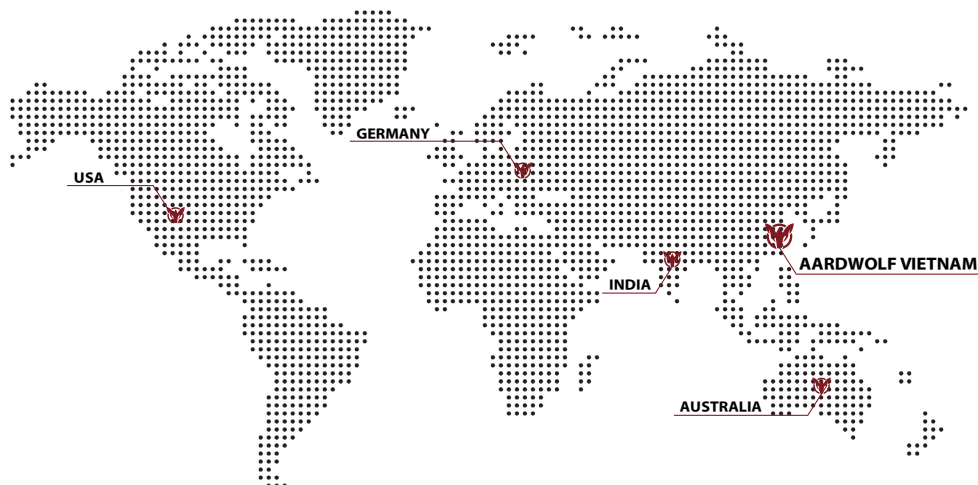 GERMANY
USA
AARDWOLF VIETNAM
INDIA
AUSTRALIA